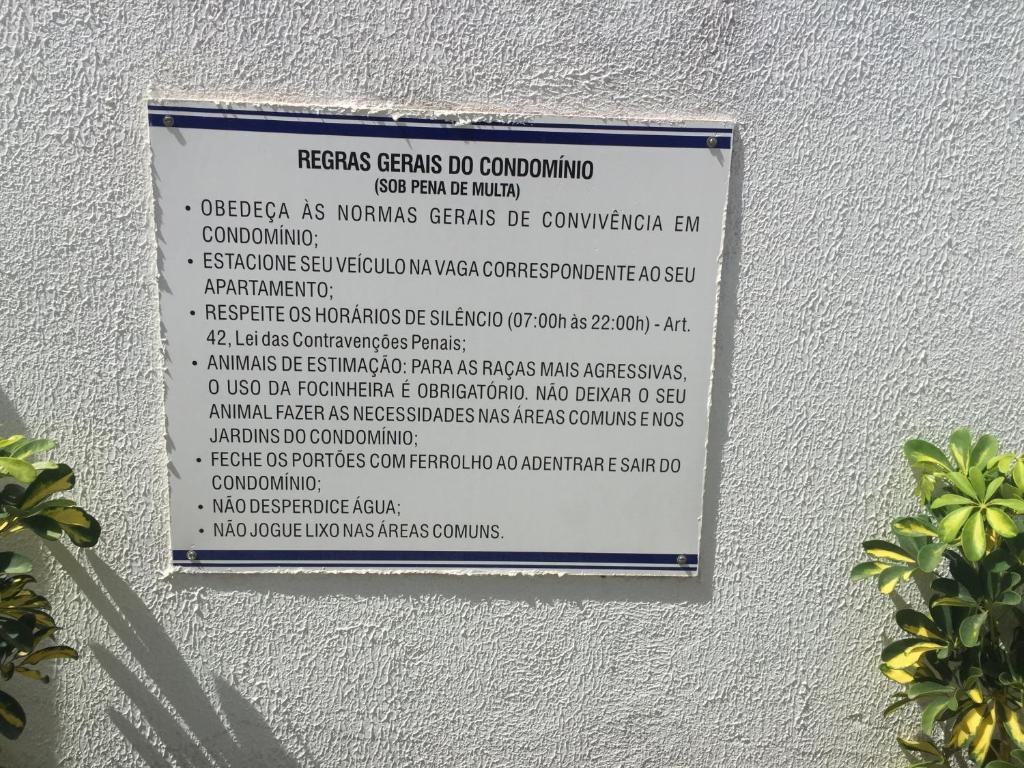 REGRAS GERAIS DO CONDOMÍNIO
(SOB PENA DE MULTA)
• OBEDEÇA ÀS NORMAS GERAIS DE CONVIVÊNCIA EM
CONDOMÍNIO;
• ESTACIONE SEU VEÍCULO NA VAGA CORRESPONDENTE AO SEU
APARTAMENTO;
• RESPEITE OS HORÁRIOS DE SILÊNCIO (07:00h às 22:00h) - Art.
42, Lei das Contravenções Penais;
• ANIMAIS DE ESTIMAÇÃO: PARA AS RAÇAS MAIS AGRESSIVAS,
O USO DA FOCINHEIRA É OBRIGATÓRIO. NÃO DEIXAR O SEU
ANIMAL FAZER AS NECESSIDADES NAS ÁREAS COMUNS E NOS
JARDINS DO CONDOMÍNIO;
• FECHE OS PORTÕES COM FERROLHO AO ADENTRAR E SAIR DO
CONDOMÍNIO;
• NÃO DESPERDICE ÁGUA;
• NÃO JOGUE LIXO NAS ÁREAS COMUNS.